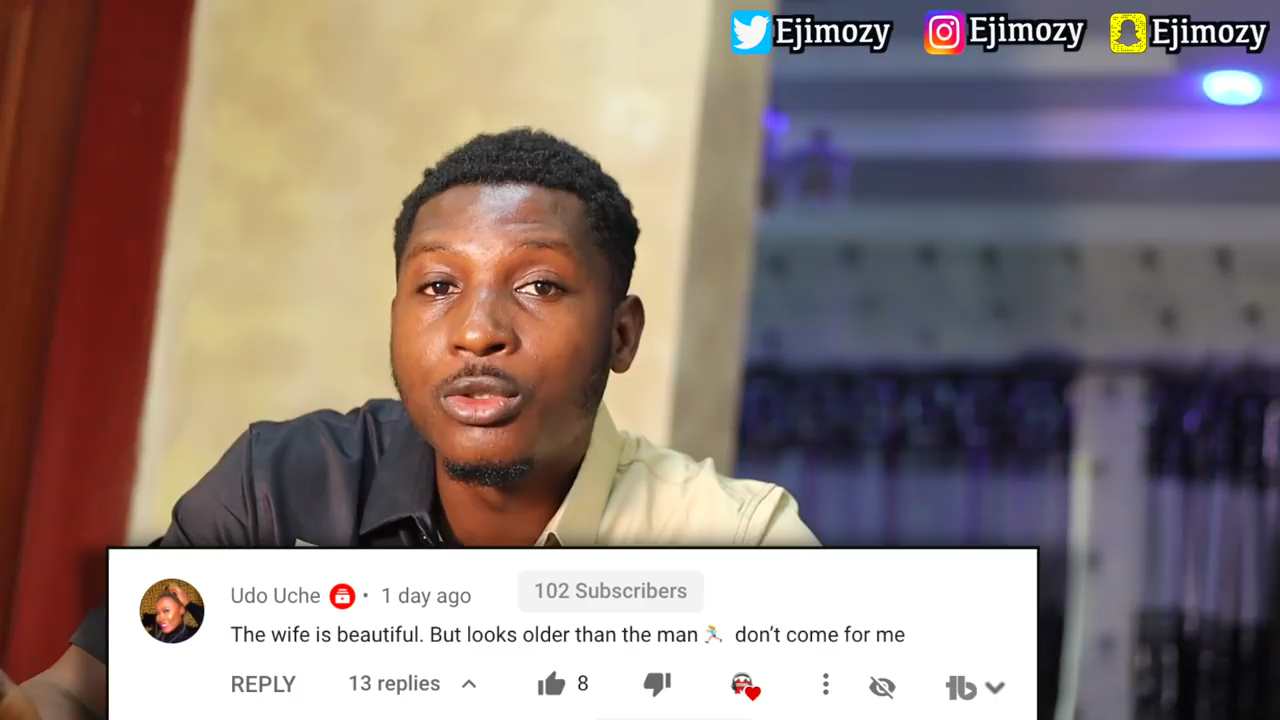 Ejimozy Ejimozy Ejimozy
Udo Uche • 1 day ago 102 Subscribers
The wife is beautiful. But looks older than the man 🏃 don’t come for me
REPLY 13 replies 8